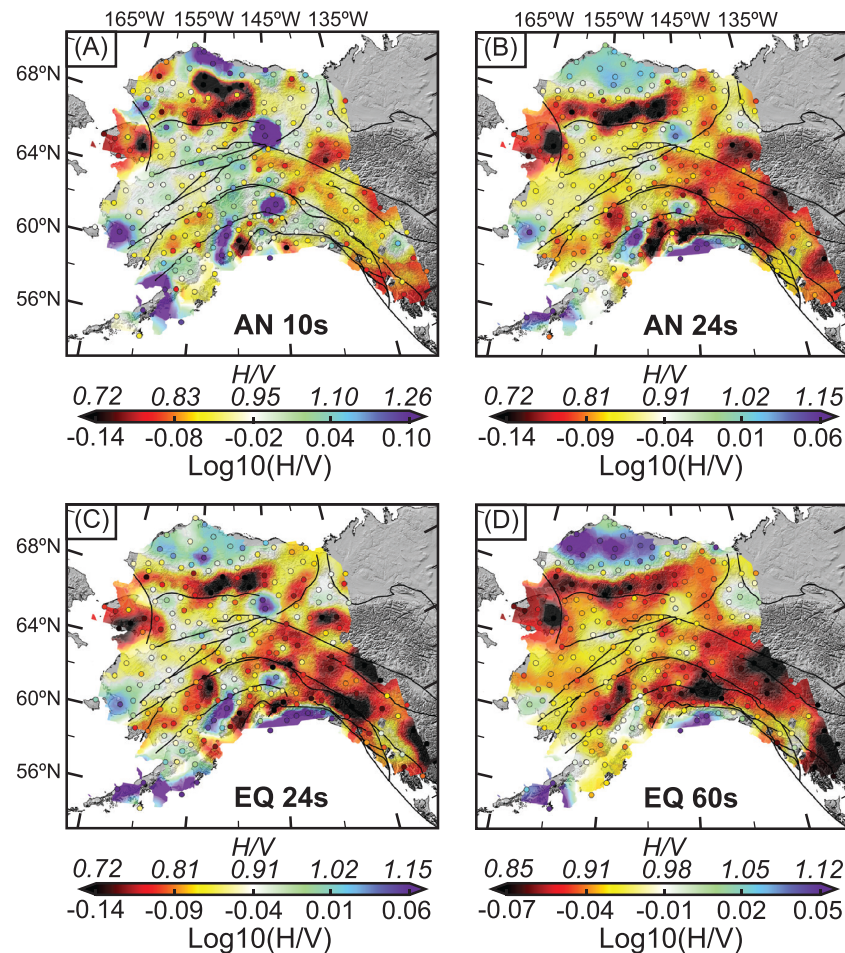 165ºW 155ºW 145ºW 135ºW 165ºW 155ºW 145ºW 135ºW
(A) (B)
68ºN
64ºN
60ºN
56ºN
AN 10s AN 24s
H/V H/V
0.72 0.83 0.95 1.10 1.26 0.72 0.81 0.91 1.02 1.15
-0.14 -0.08 -0.02 0.04 0.10 -0.14 -0.09 -0.04 0.01 0.06
Log10(H/V) Log10(H/V)
(C) (D)
68ºN
64ºN
60ºN
56ºN
EQ 24s EQ 60s
H/V H/V
0.72 0.81 0.91 1.02 1.15 0.85 0.91 0.98 1.05 1.12
-0.14 -0.09 -0.04 0.01 0.06 -0.07 -0.04 -0.01 0.02 0.05
Log10(H/V) Log10(H/V)